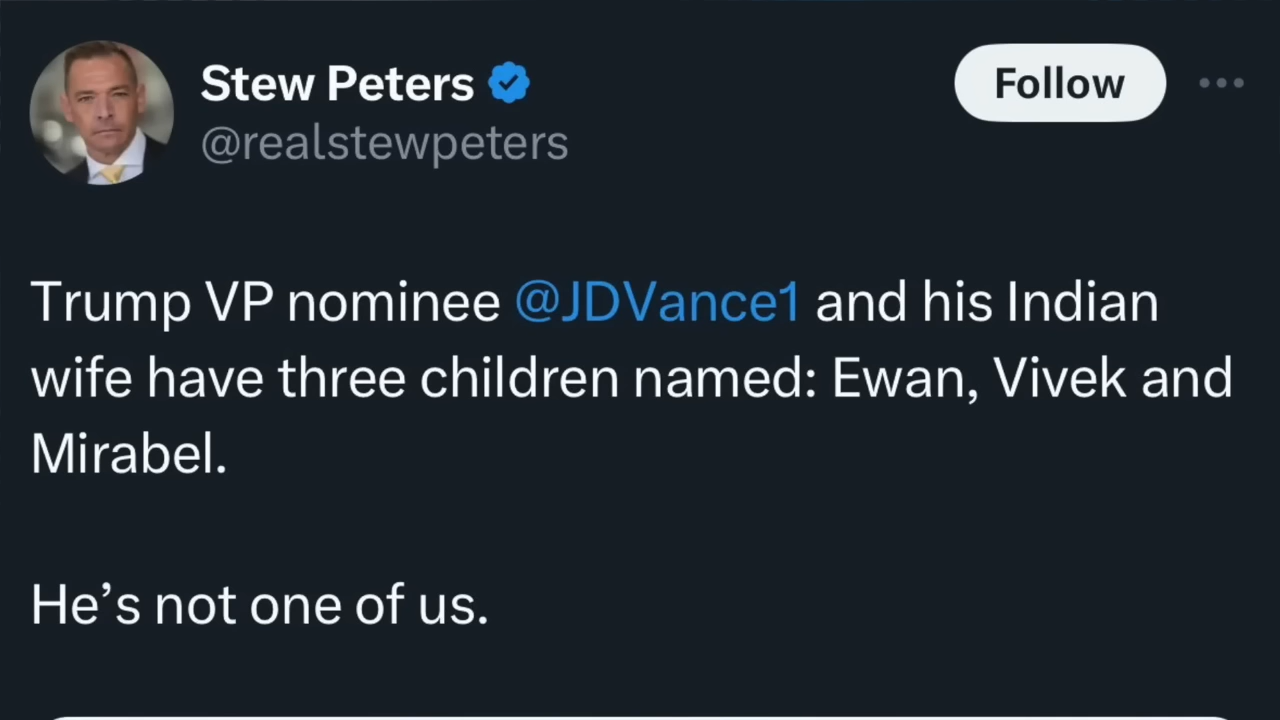 Stew Peters
Follow
@realstewpeters
Trump VP nominee @JDVance1 and his Indian
wife have three children named: Ewan, Vivek and
Mirabel.
He’s not one of us.